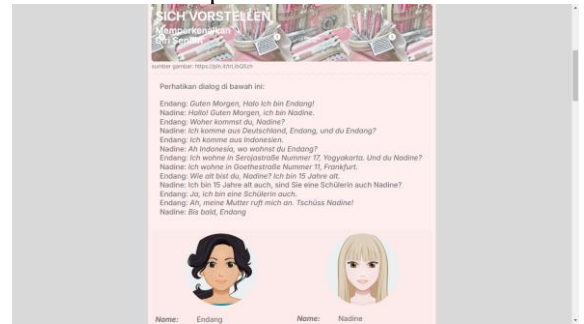 SICH VORSTELLEN
Memperkenalkan
Diri Sendiri
sumber gambar: https://pin.it/
Perhatikan dialog di bawah ini:
Endang: Guten Morgen, Halo Ich bin Endang!
Nadine: Hallo! Guten Morgen, ich bin Nadine.
Endang: Woher kommst du, Nadine?
Nadine: Ich komme aus Deutschland, Endang, und du Endang?
Endang: Ich komme aus Indonesien.
Nadine: Ah Indonesia, wo wohnst du Endang?
Endang: Ich wohne in Serojastraße Nummer 17, Yogyakarta. Und du Nadine?
Nadine: Ich wohne in Goethestraße Nummer 11, Frankfurt.
Endang: Wie alt bist du, Nadine? Ich bin 15 Jahre alt.
Nadine: Ich bin 15 Jahre alt auch, sind Sie eine Schülerin auch Nadine?
Endang: Ja, ich bin eine Schülerin auch.
Endang: Ah, meine Mutter ruft mich an. Tschüss Nadine!
Nadine: Bis bald, Endang
Name: Endang
Name: Nadine